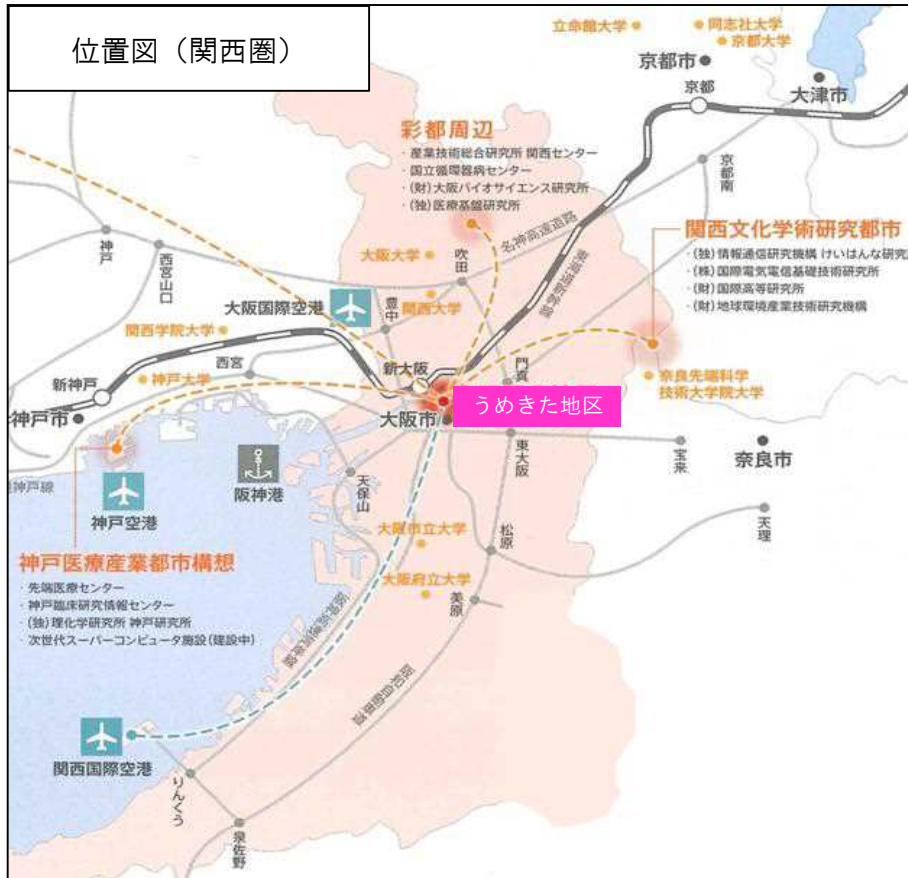 位置図（関西圏）
立命館大学
同志社大学
京都大学
京都市
京都
大津市
彩都周辺
・産業技術総合研究所 関西センター
・国立循環器病センター
・(財)大阪バイオサイエンス研究所
・(独)医療基盤研究所
京都南
名神高速道路
東海道新幹線
関西文化学術研究都市
・(独)情報通信研究機構 けいはんな研究
・(株)国際電気電信基礎技術研究所
・(財)国際高等研究所
・(財)地球環境産業技術研究機構
神戸
西宮山口
大阪大学
吹田
大阪国際空港
豊中
関西大学
関西学院大学
西宮
新大阪
門真
奈良先端科学
技術大学院大学
新神戸
神戸大学
うめきた地区
神戸市
大阪市
東大阪
宝来
奈良市
神戸線
阪神港
天保山
神戸空港
松原
天理
大阪市立大学
大阪府立大学
美原
神戸医療産業都市構想
・先端医療センター
・神戸臨床研究情報センター
・(独)理化学研究所 神戸研究所
・次世代スーパーコンピュータ施設(建設中)
阪和自動車道
関西国際空港
りんくう
泉佐野